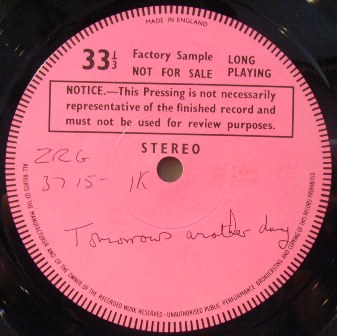 MADE IN ENGLAND
33⅓ Factory Sample LONG
NOT FOR SALE PLAYING
NOTICE.—This Pressing is not necessarily
representative of the finished record and
must not be used for review purposes.
STEREO
ZRG
3715- 1K
Tomorrows another day
ALL RIGHTS OF THE MANUFACTURER AND OF THE OWNER OF THE RECORDED WORK RESERVED · UNAUTHORISED PUBLIC PERFORMANCE, BROADCASTING AND COPYING OF THIS RECORD PROHIBITED